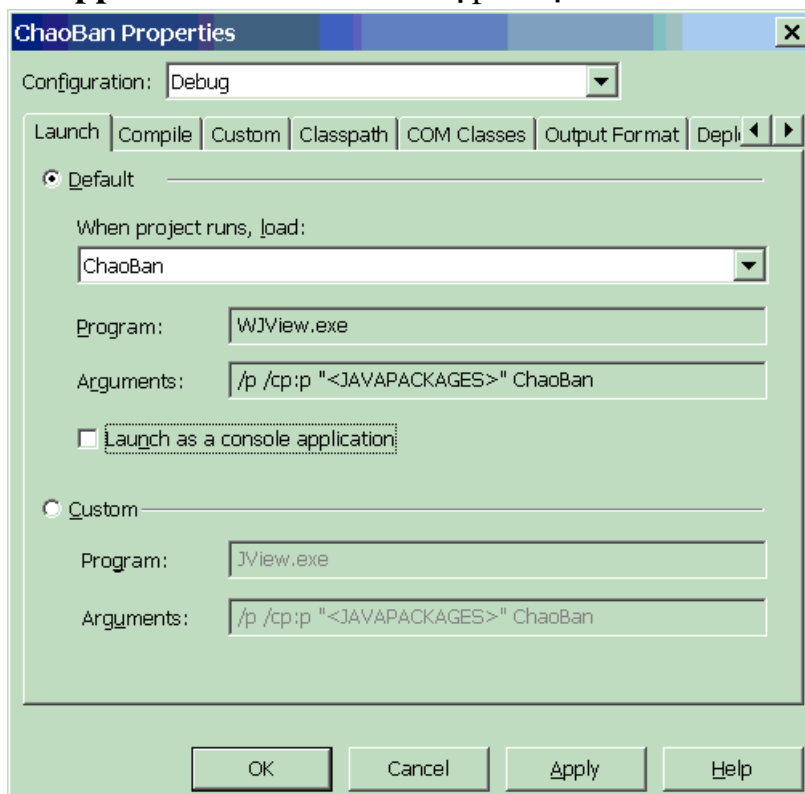 ChaoBan Properties
Configuration: Debug
Launch Compile Custom Classpath COM Classes Output Format
Default
When project runs, load:
ChaoBan
Program: WJView.exe
Arguments: /p /cp:p "<JAVAPACKAGES>" ChaoBan
Launch as a console application
Custom
Program: JView.exe
Arguments: /p /cp:p "<JAVAPACKAGES>" ChaoBan
OK Cancel Apply Help